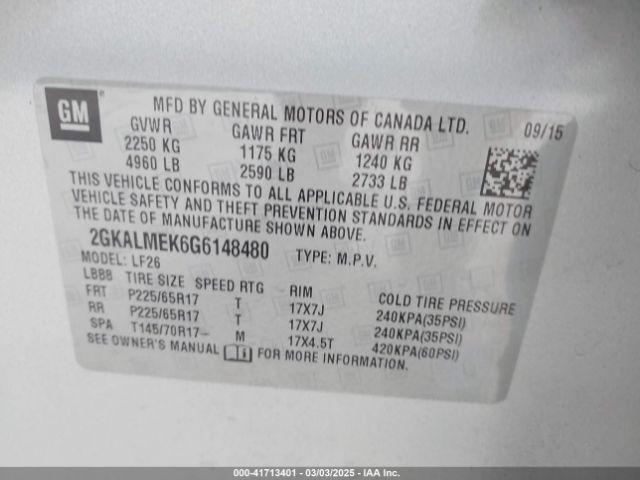 GM
MFD BY GENERAL MOTORS OF CANADA LTD. 09/15
GVWR GAWR FRT GAWR RR
2250 KG 1175 KG 1240 KG
4960 LB 2590 LB 2733 LB
THIS VEHICLE CONFORMS TO ALL APPLICABLE U.S. FEDERAL MOTOR
VEHICLE SAFETY AND THEFT PREVENTION STANDARDS IN EFFECT ON
THE DATE OF MANUFACTURE SHOWN ABOVE.
2GKALMEK6G6148480 TYPE: M.P.V.
MODEL: LF26
LBBB TIRE SIZE SPEED RTG RIM COLD TIRE PRESSURE
FRT P225/65R17 T 17X7J 240KPA(35PSI)
RR P225/65R17 T 17X7J 240KPA(35PSI)
SPA T145/70R17 M 17X4.5T 420KPA(60PSI)
SEE OWNER'S MANUAL FOR MORE INFORMATION.
000-41713401 - 03/03/2025 - IAAI.com